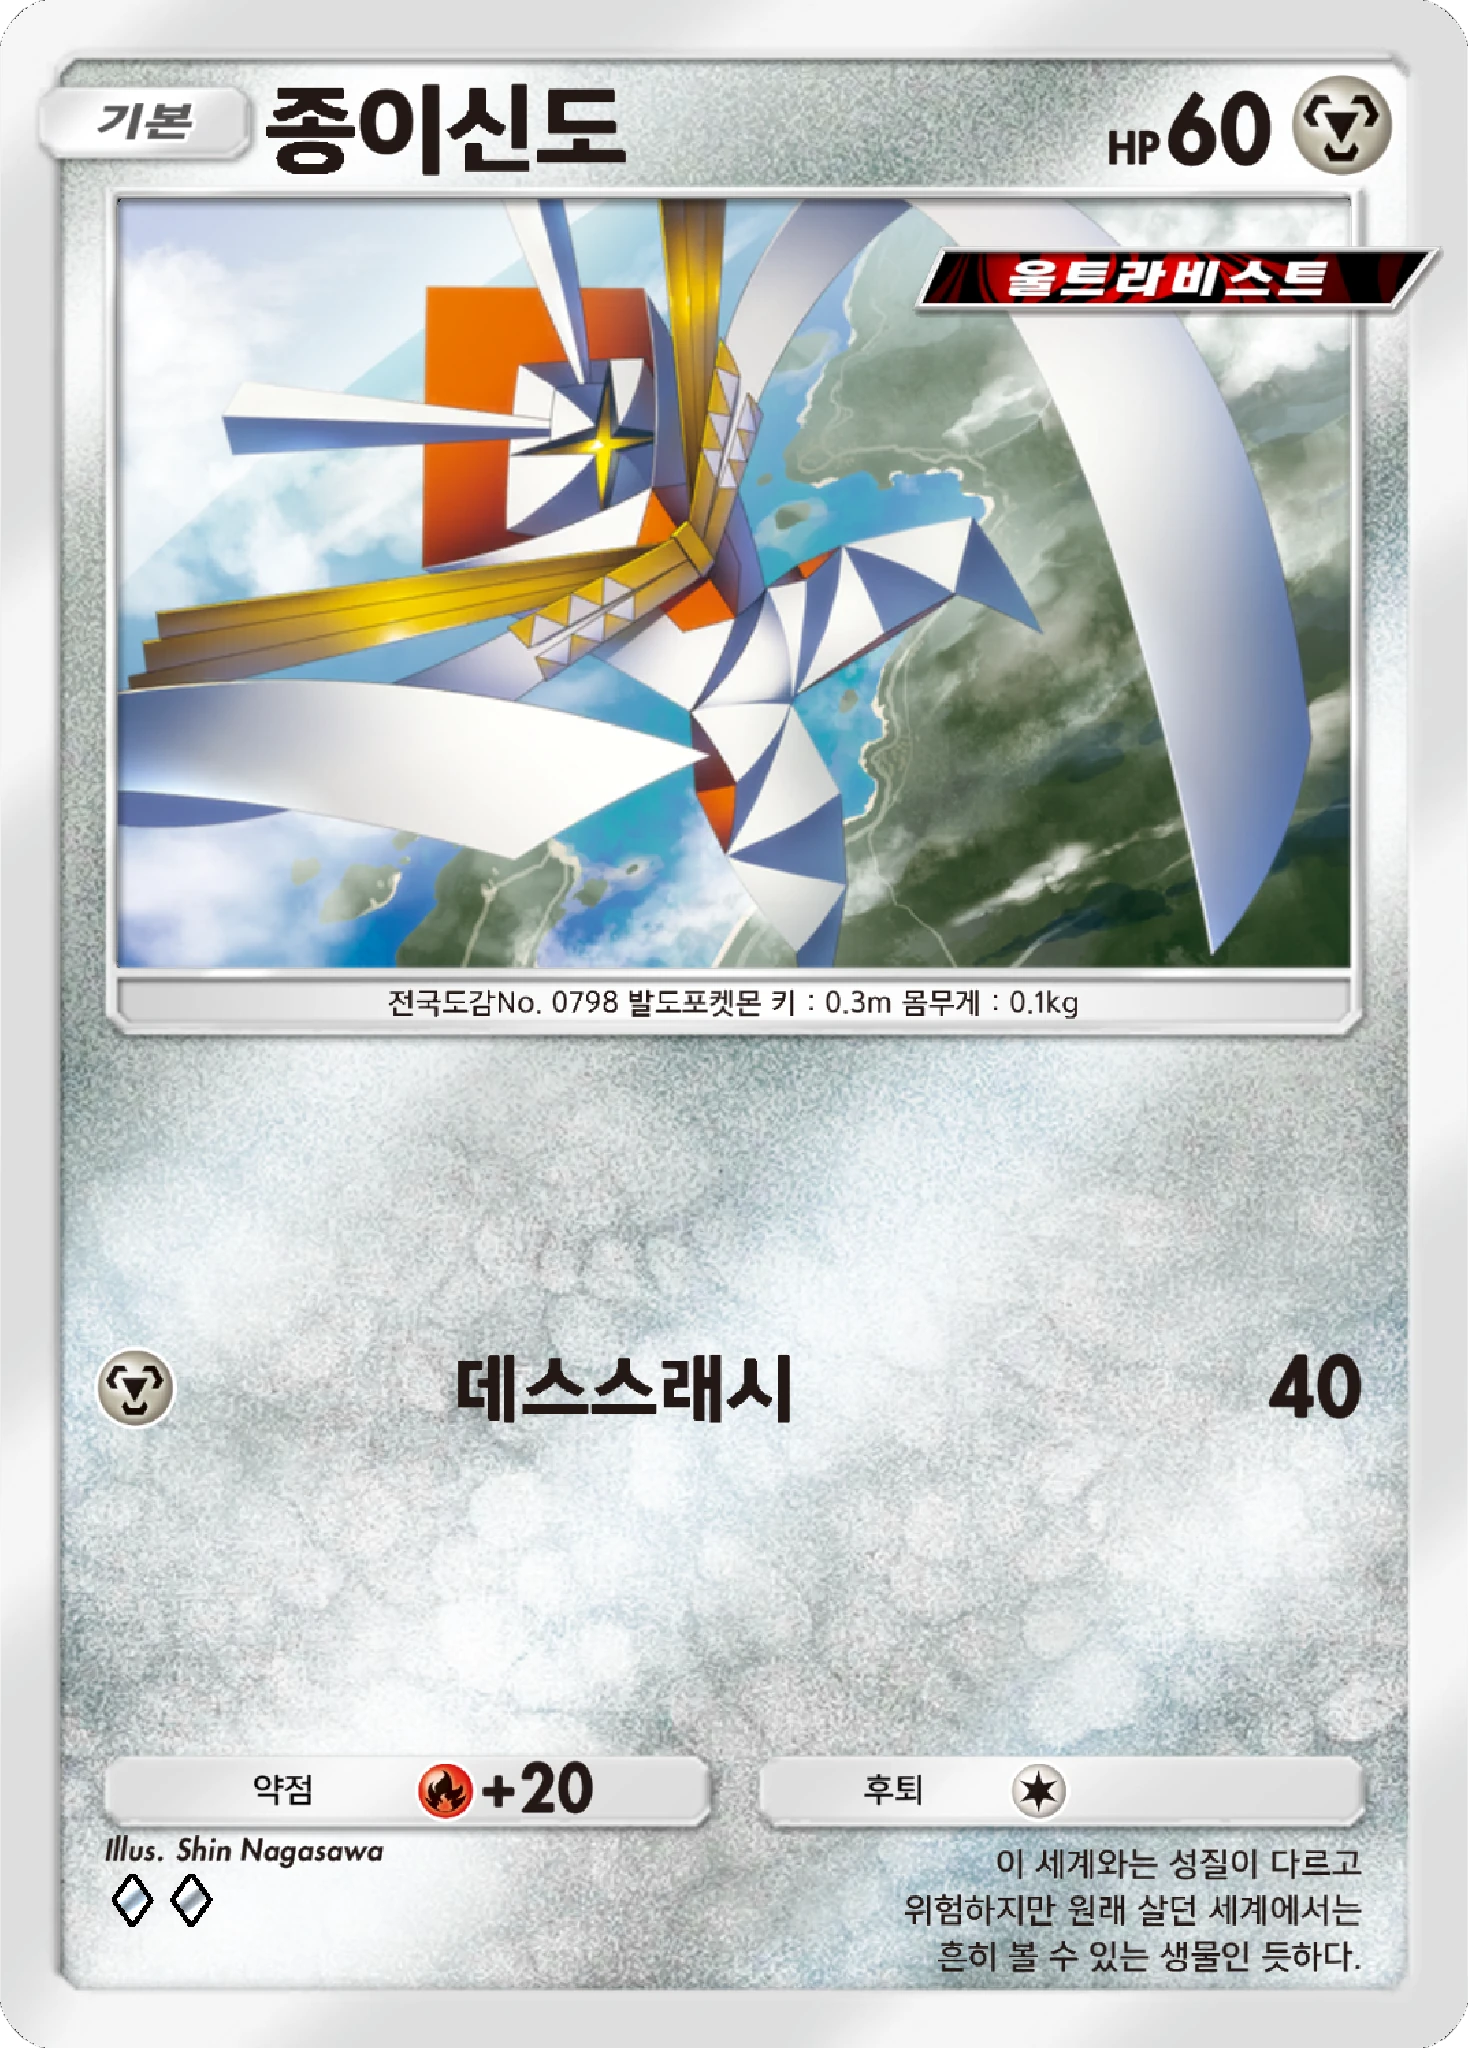 기본 종이신도 HP 60
울트라비스트
전국도감No. 0798 발도포켓몬 키 : 0.3m 몸무게 : 0.1kg
데스스래시 40
약점 +20 후퇴
Illus. Shin Nagasawa
이 세계와는 성질이 다르고
위험하지만 원래 살던 세계에서는
흔히 볼 수 있는 생물인 듯하다.